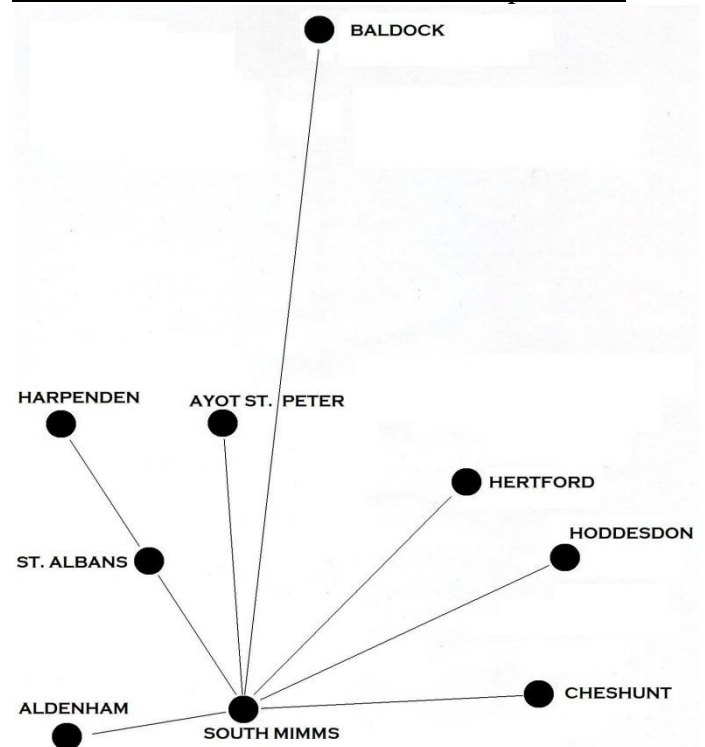 BALDOCK
HARPENDEN
AYOT ST. PETER
HERTFORD
HODDESDON
ST. ALBANS
CHESHUNT
ALDENHAM
SOUTH MIMMS